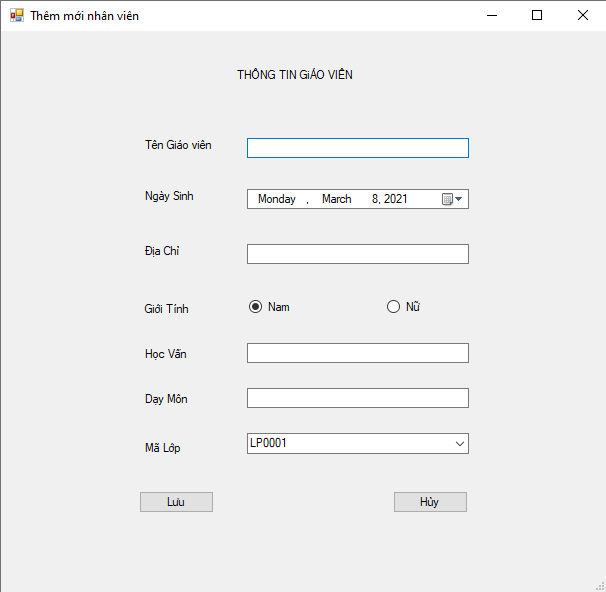 Thêm mới nhân viên
THÔNG TIN GiÁO VIÊN
Tên Giáo viên
Ngày Sinh Monday , March 8, 2021
Địa Chỉ
Giới Tính Nam Nữ
Học Vấn
Dạy Môn
Mã Lớp LP0001
Lưu Hủy